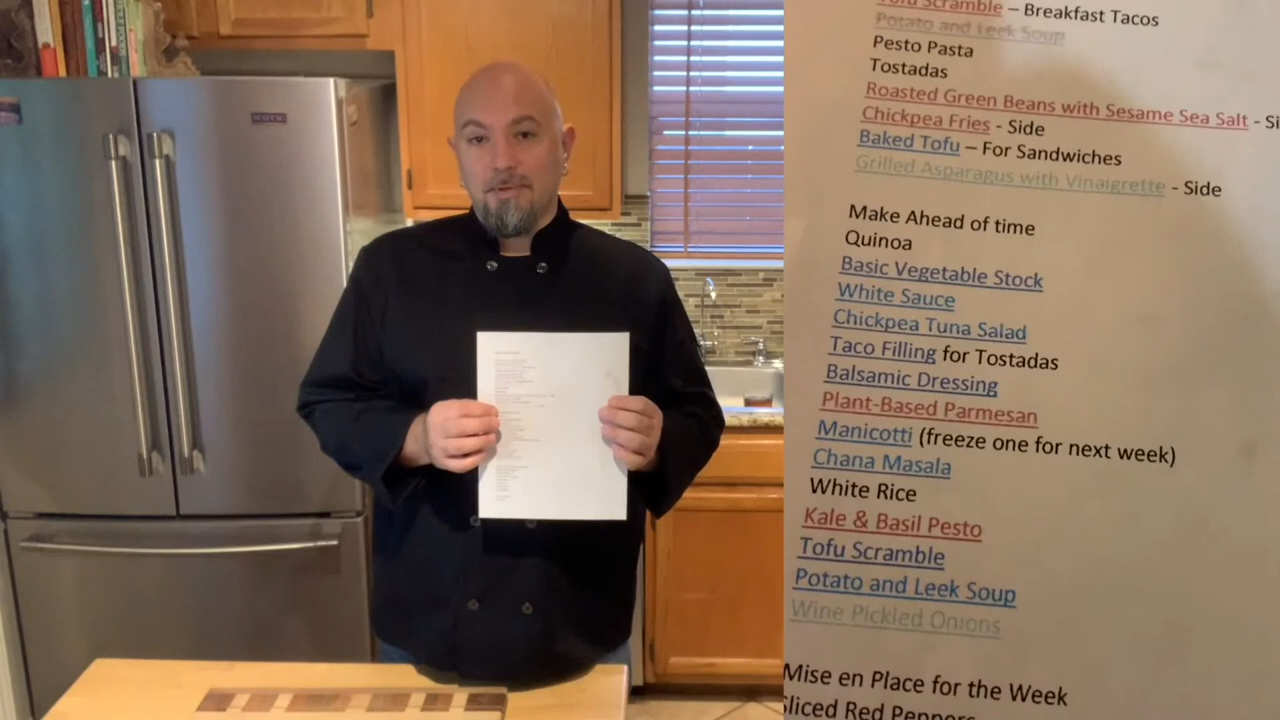 MAYTAG
Tofu Scramble – Breakfast Tacos
Potato and Leek Soup
Pesto Pasta
Tostadas
Roasted Green Beans with Sesame Sea Salt - Si
Chickpea Fries - Side
Baked Tofu – For Sandwiches
Grilled Asparagus with Vinaigrette - Side
Make Ahead of time
Quinoa
Basic Vegetable Stock
White Sauce
Chickpea Tuna Salad
Taco Filling for Tostadas
Balsamic Dressing
Plant-Based Parmesan
Manicotti (freeze one for next week)
Chana Masala
White Rice
Kale & Basil Pesto
Tofu Scramble
Potato and Leek Soup
Wine Pickled Onions
Mise en Place for the Week
Sliced Red Peppers